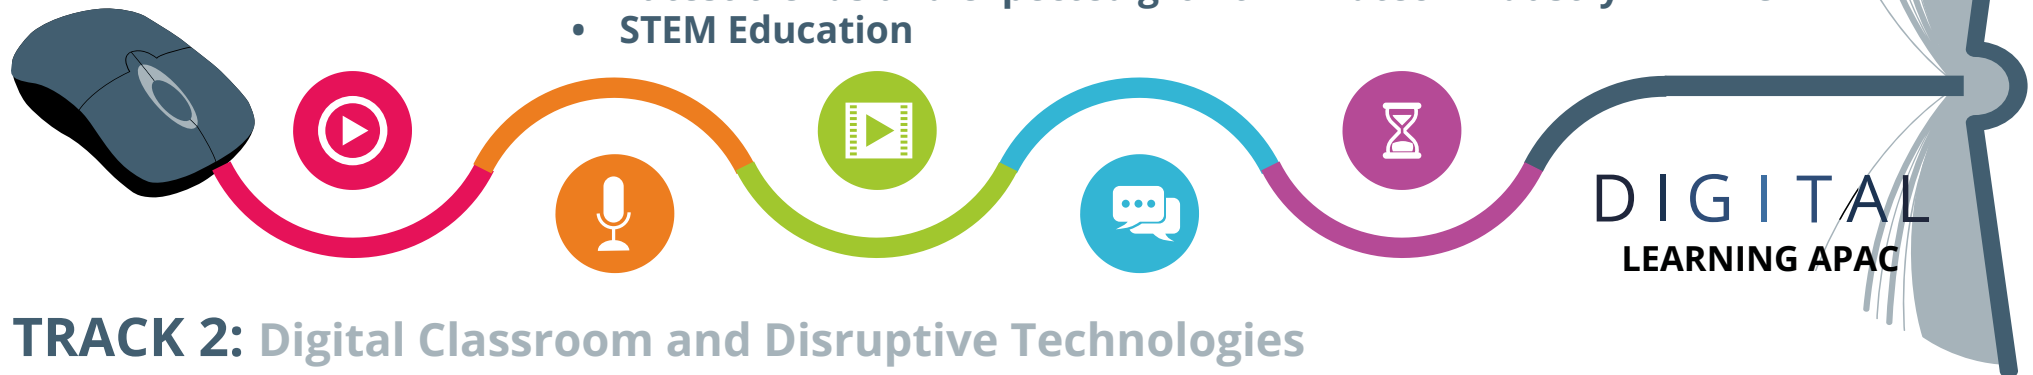 • STEM Education
DIGITAL
LEARNING APAC
TRACK 2: Digital Classroom and Disruptive Technologies